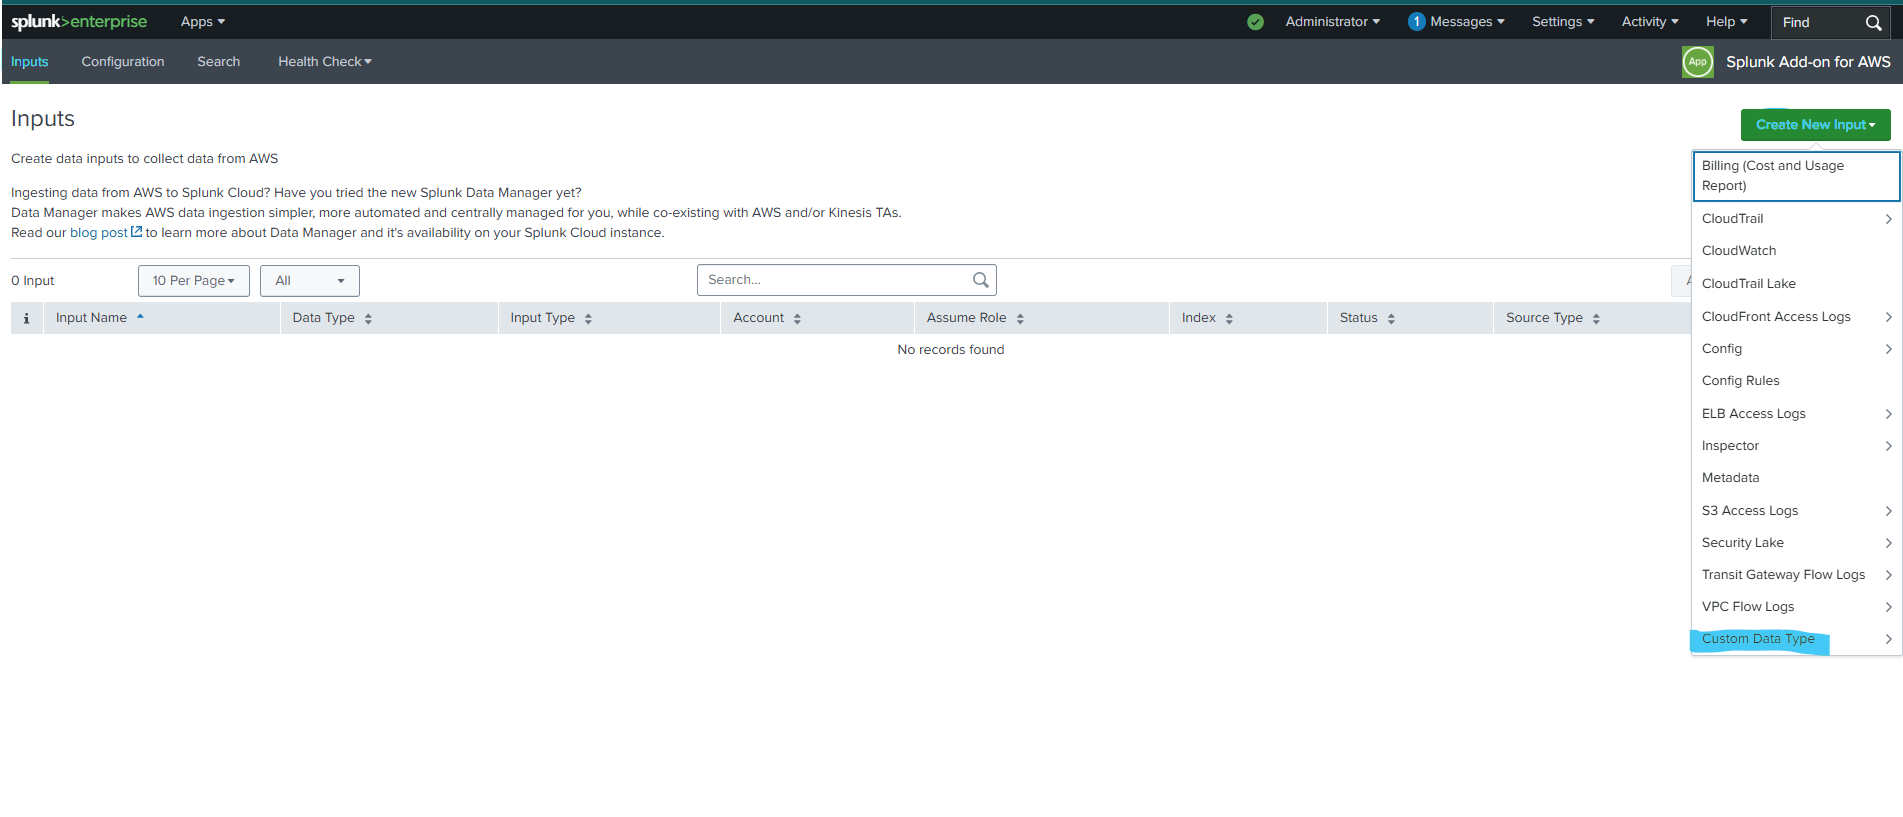 splunk>enterprise Apps Administrator 1 Messages Settings Activity Help Find
Inputs Configuration Search Health Check App Splunk Add-on for AWS
Inputs
Create New Input
Create data inputs to collect data from AWS
Ingesting data from AWS to Splunk Cloud? Have you tried the new Splunk Data Manager yet?
Data Manager makes AWS data ingestion simpler, more automated and centrally managed for you, while co-existing with AWS and/or Kinesis TAs.
Read our blog post to learn more about Data Manager and it's availability on your Splunk Cloud instance.
0 Input 10 Per Page All Search...
i Input Name Data Type Input Type Account Assume Role Index Status Source Type
No records found
Billing (Cost and Usage
Report)
CloudTrail
CloudWatch
CloudTrail Lake
CloudFront Access Logs
Config
Config Rules
ELB Access Logs
Inspector
Metadata
S3 Access Logs
Security Lake
Transit Gateway Flow Logs
VPC Flow Logs
Custom Data Type